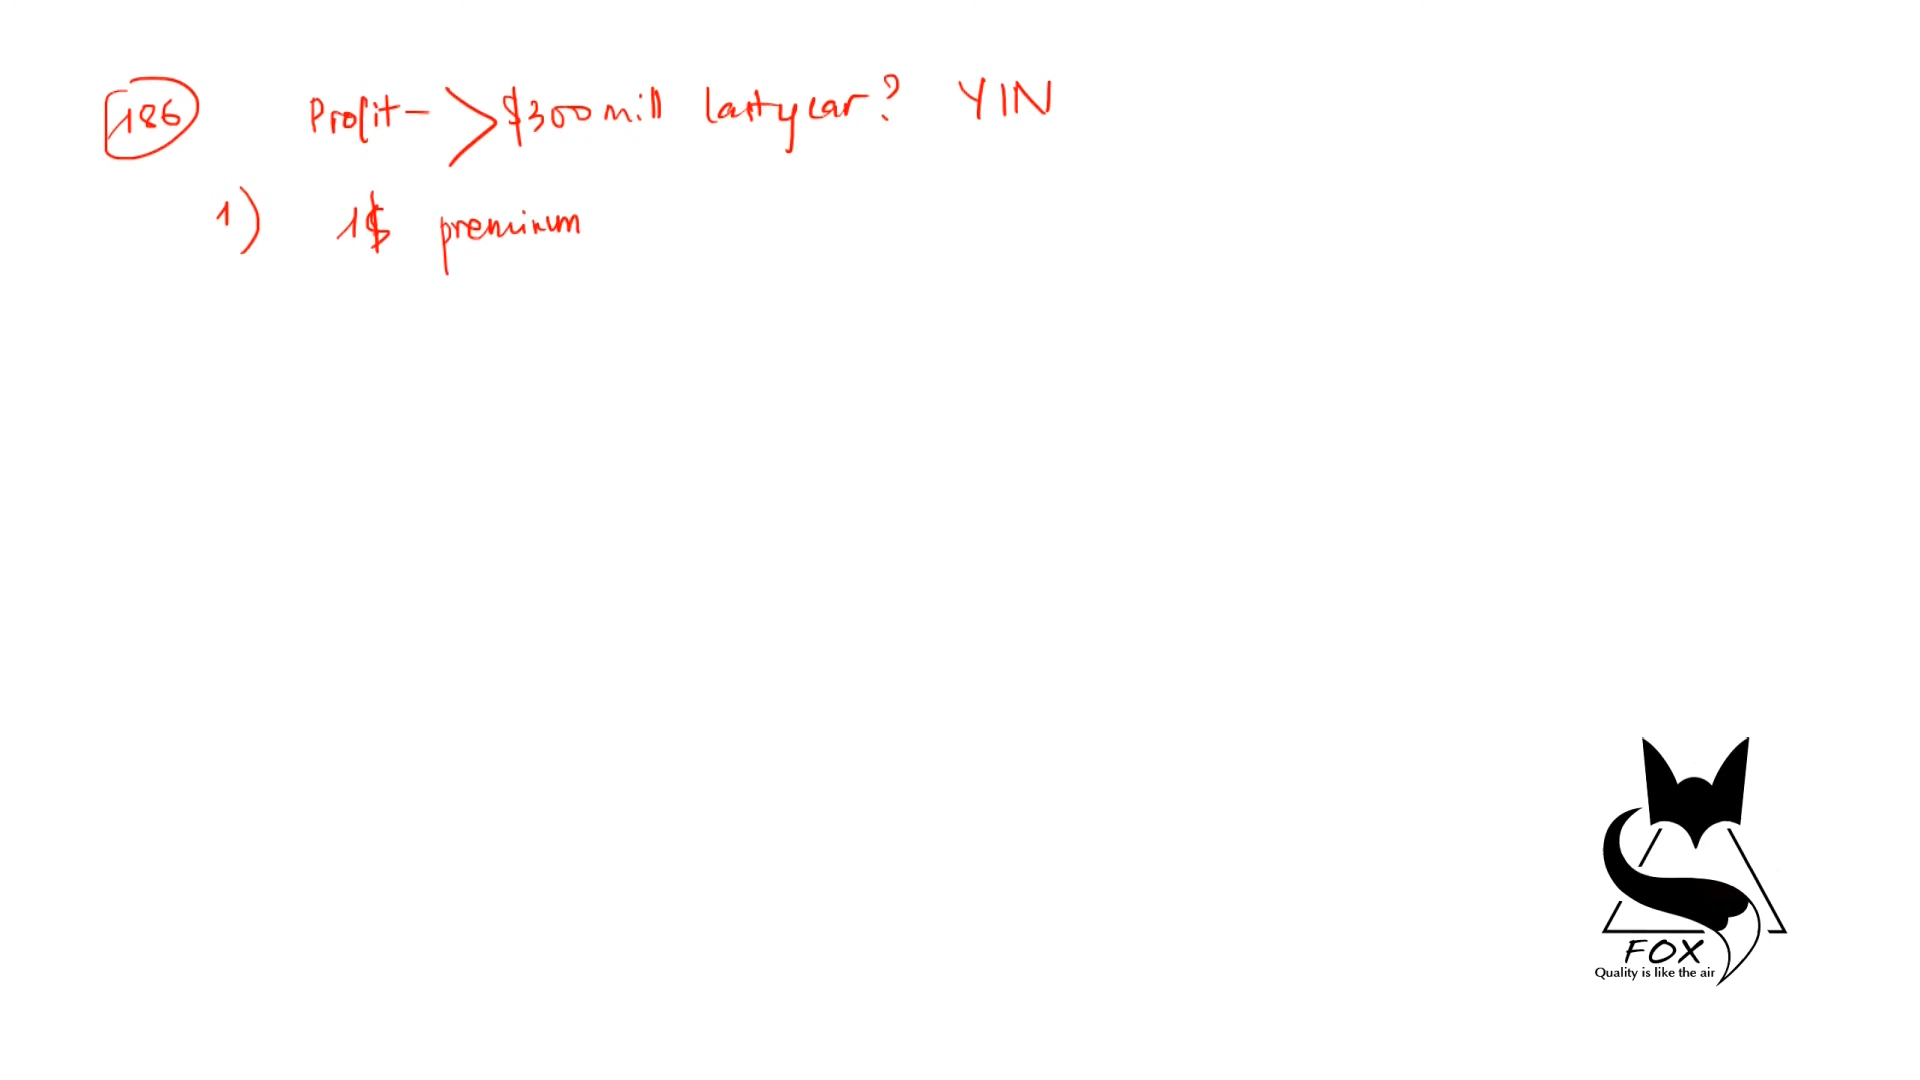 186 Profit - > $300 mill last year? Y/N
1) 1$ premium
FOX
Quality is like the air